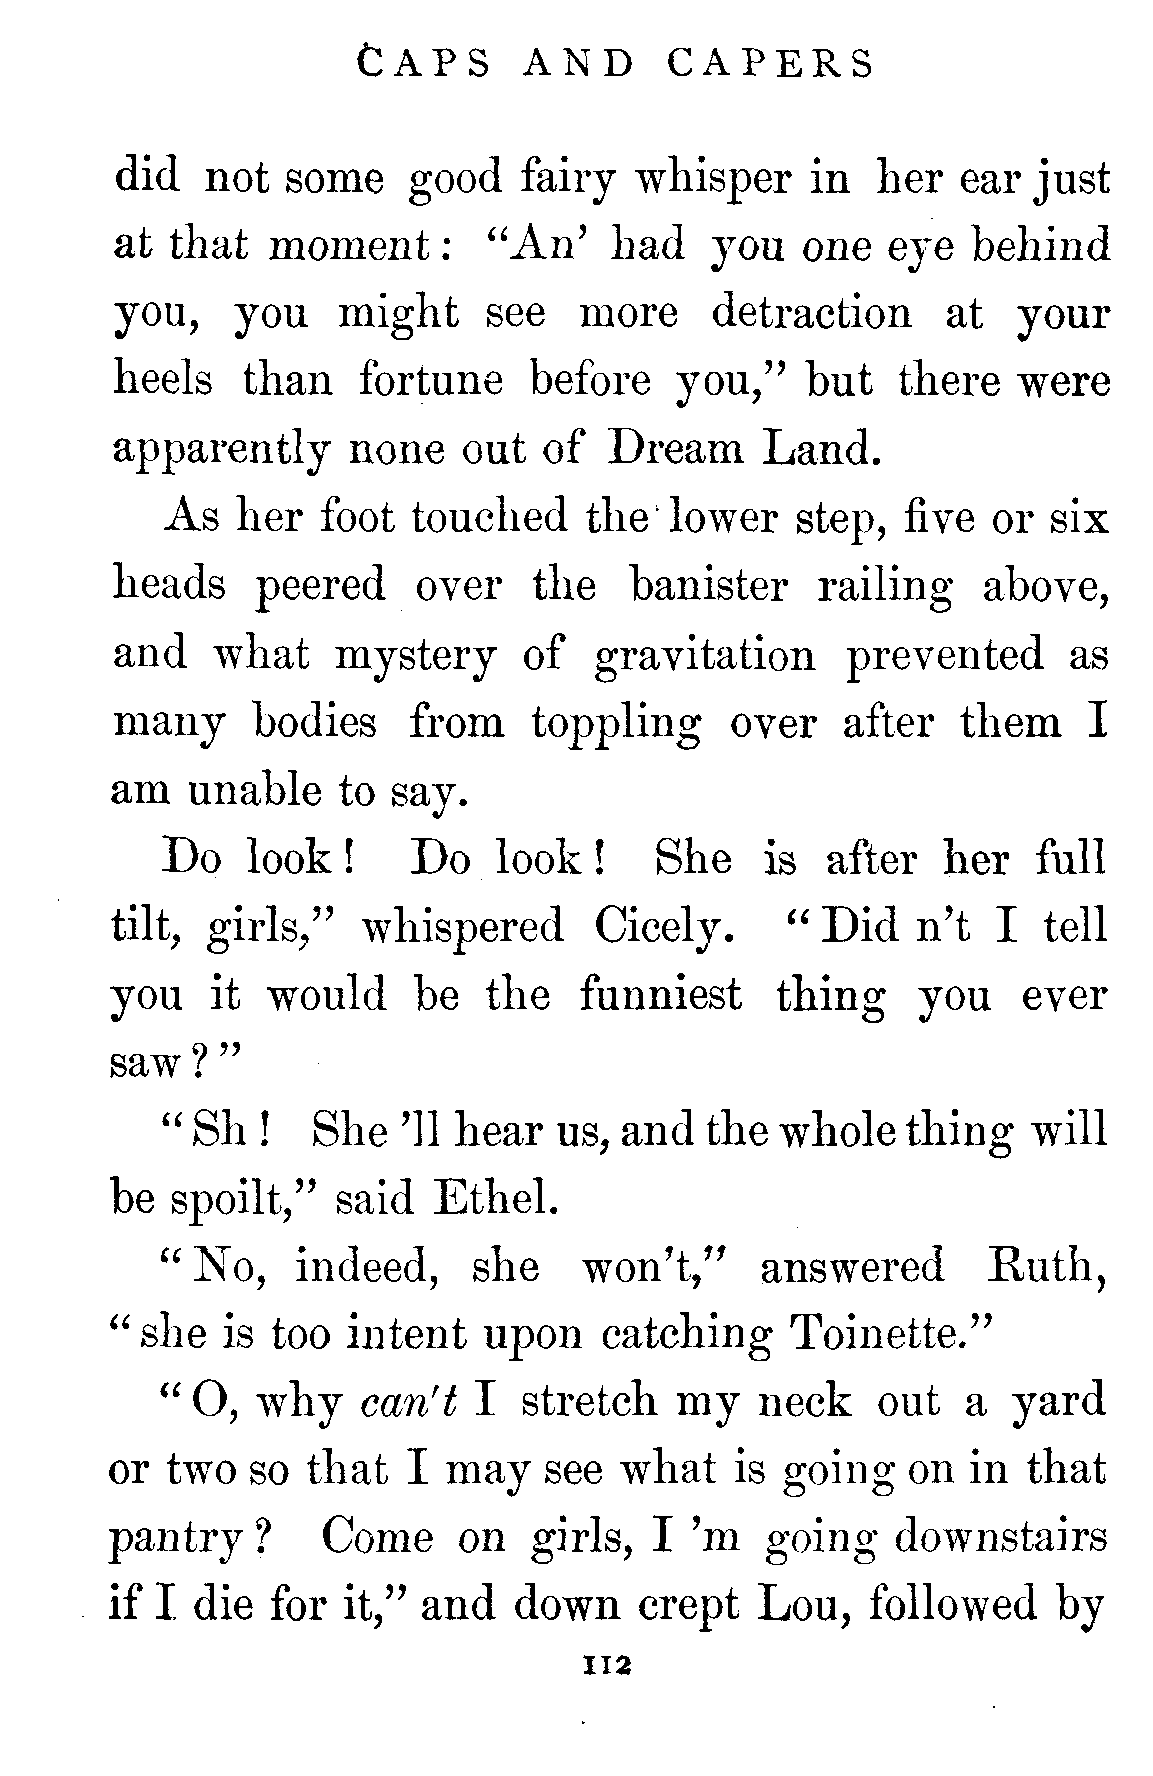 CAPS AND CAPERS
did not some good fairy whisper in her ear just
at that moment: "An' had you one eye behind
you, you might see more detraction at your
heels than fortune before you," but there were
apparently none out of Dream Land.
As her foot touched the lower step, five or six
heads peered over the banister railing above,
and what mystery of gravitation prevented as
many bodies from toppling over after them I
am unable to say.
Do look! Do look! She is after her full
tilt, girls," whispered Cicely. "Did n't I tell
you it would be the funniest thing you ever
saw?"
"Sh! She 'll hear us, and the whole thing will
be spoilt," said Ethel.
"No, indeed, she won't," answered Ruth,
"she is too intent upon catching Toinette."
"O, why can't I stretch my neck out a yard
or two so that I may see what is going on in that
pantry? Come on girls, I 'm going downstairs
if I die for it," and down crept Lou, followed by
112